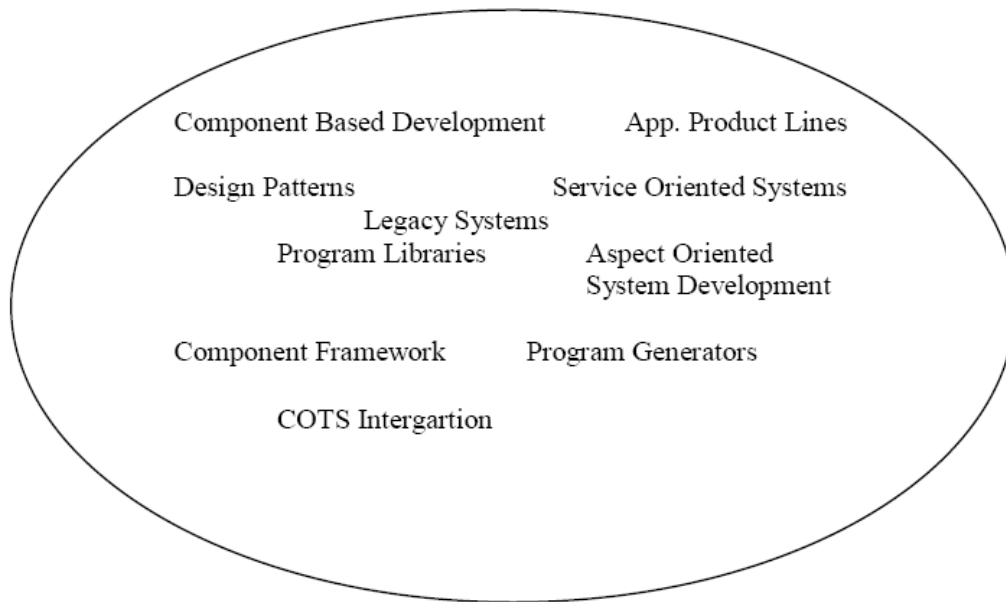 Component Based Development App. Product Lines
Design Patterns Service Oriented Systems
Legacy Systems
Program Libraries Aspect Oriented
System Development
Component Framework Program Generators
COTS Intergartion